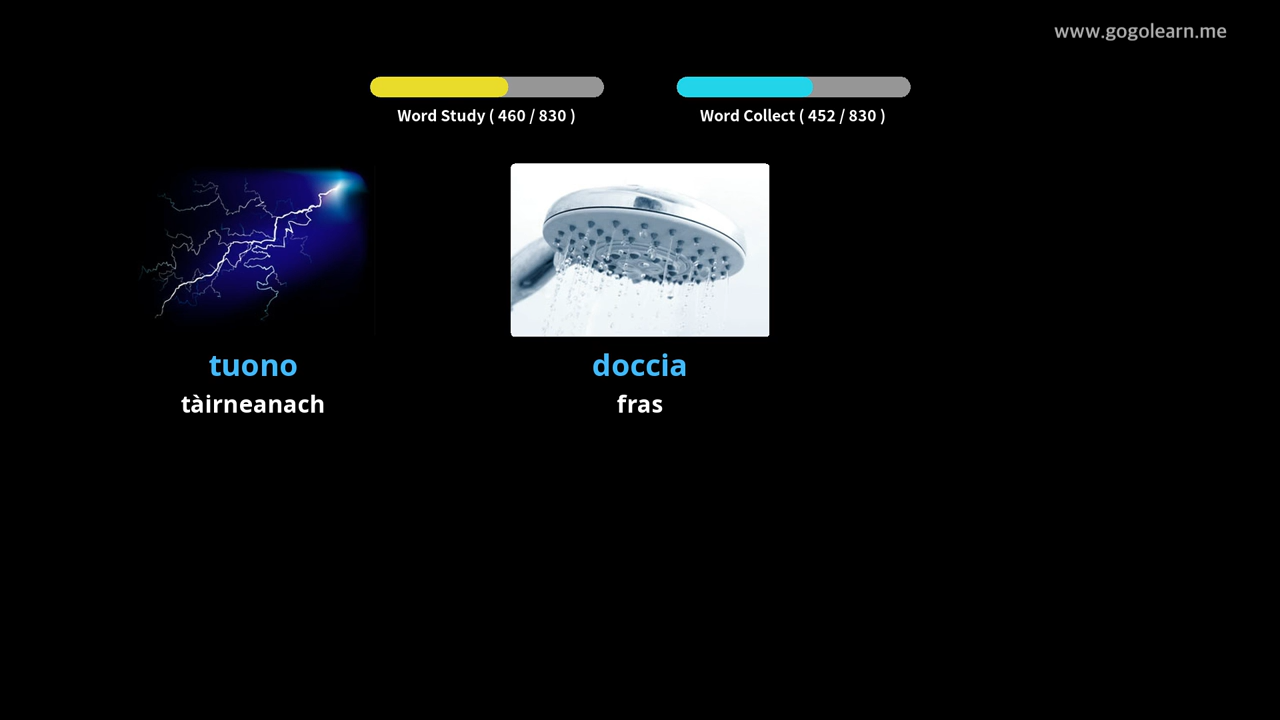 www.gogolearn.me
Word Study ( 460 / 830 )
Word Collect ( 452 / 830 )
tuono
tàirneanach
doccia
fras